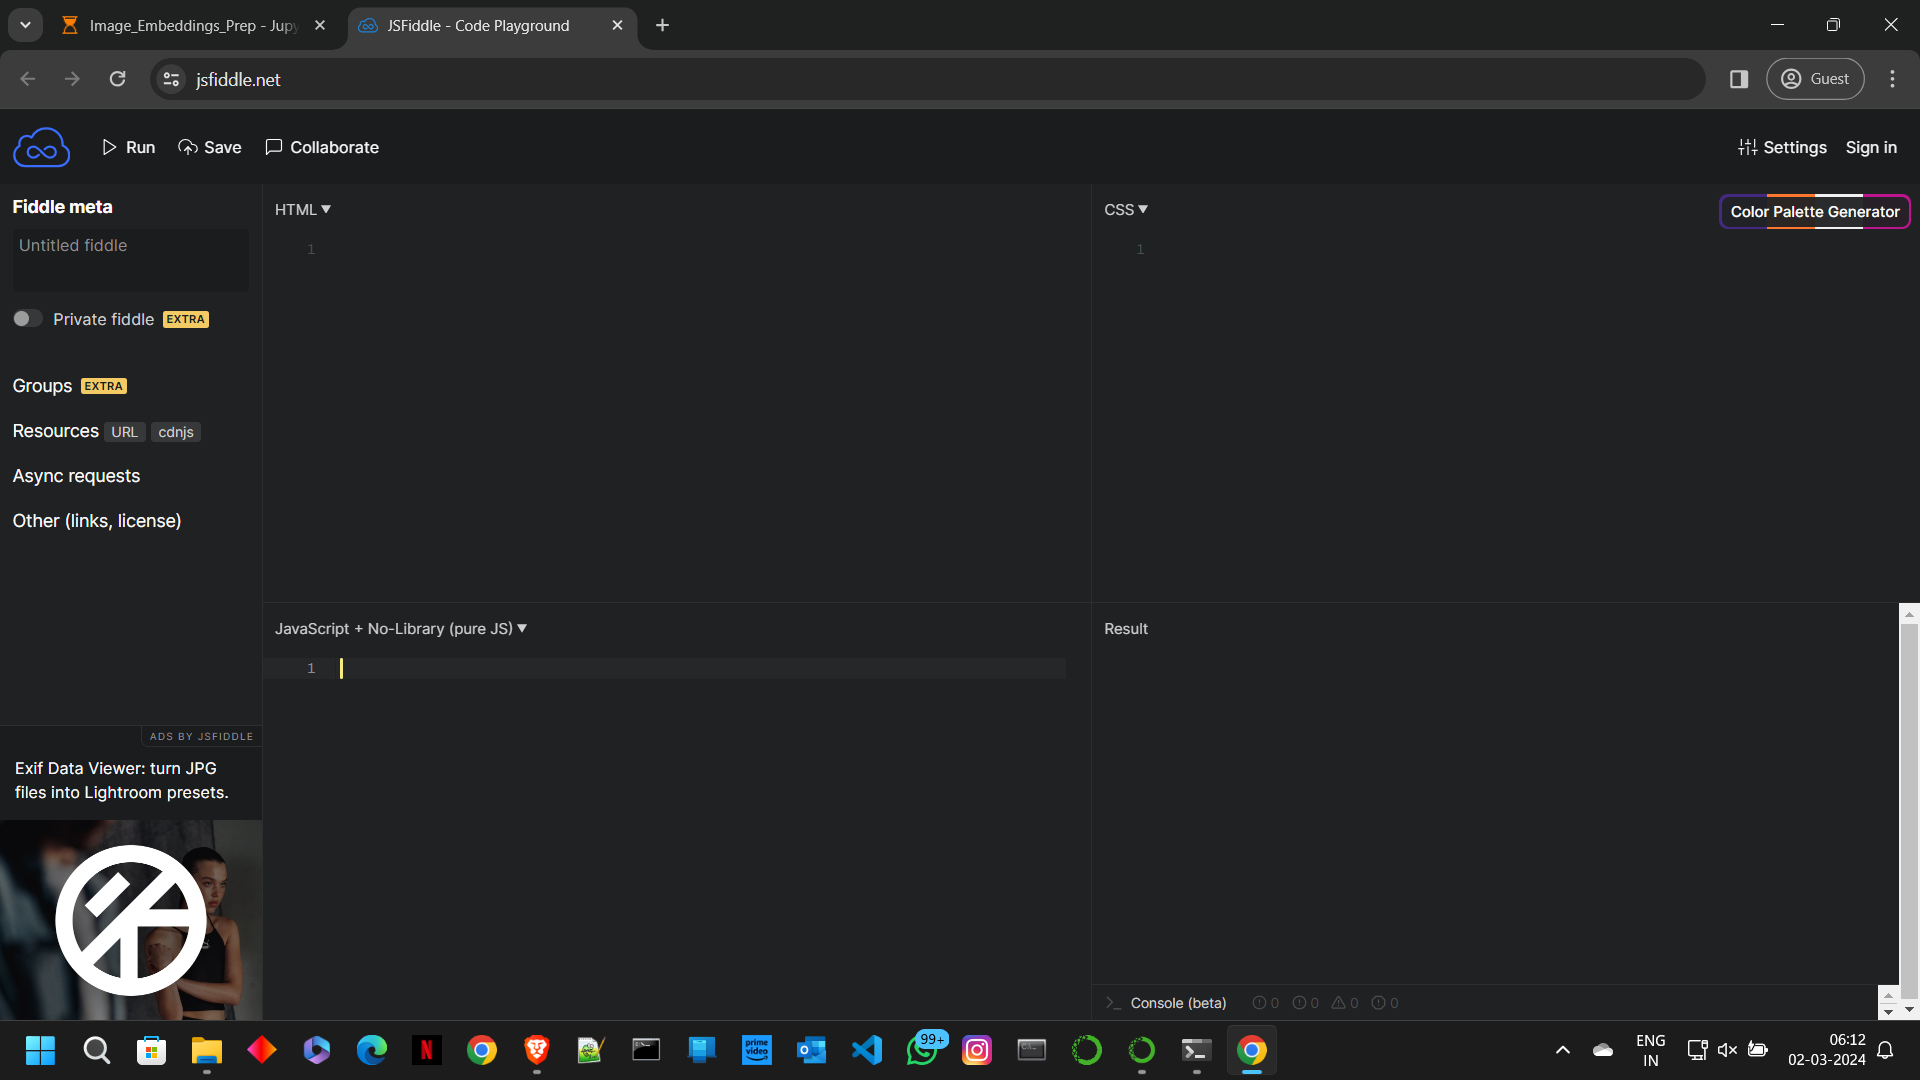 Image_Embeddings_Prep - Jupy
JSFiddle - Code Playground
jsfiddle.net
Guest
Run
Save
Collaborate
Settings
Sign in
Fiddle meta
Untitled fiddle
Private fiddle EXTRA
Groups EXTRA
Resources URL cdnjs
Async requests
Other (links, license)
HTML
1
CSS
1
Color Palette Generator
JavaScript + No-Library (pure JS)
1
Result
ADS BY JSFIDDLE
Exif Data Viewer: turn JPG
files into Lightroom presets.
Console (beta) 0 0 0 0
N
prime
video
99+
ENG
IN
06:12
02-03-2024